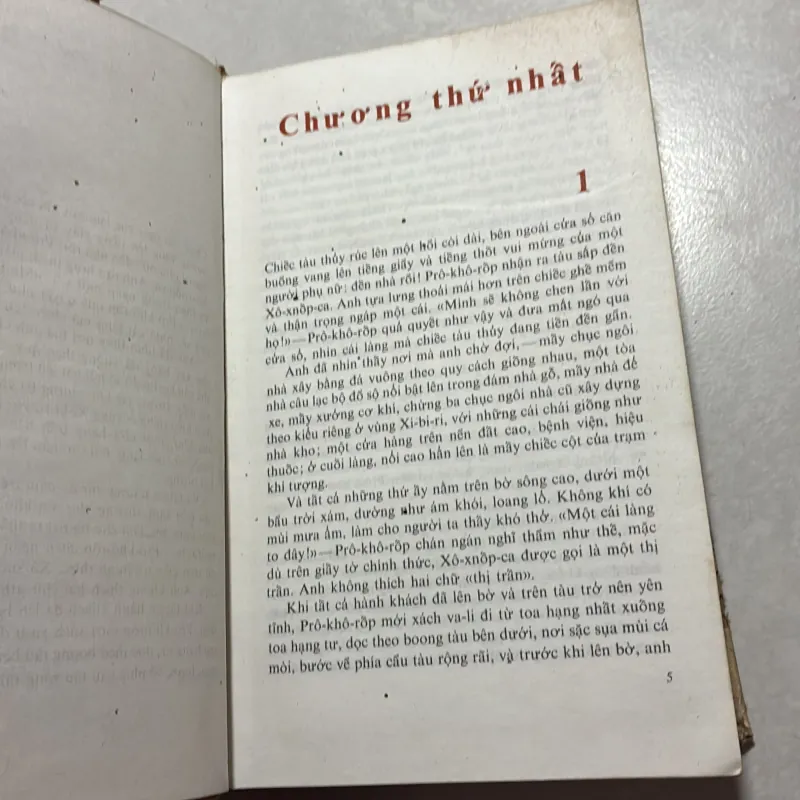 Chương thứ nhất
1
Chiếc tàu thủy rúc lên một hồi còi dài, bên ngoài cửa sổ căn
buồng vang lên tiếng giầy và tiếng thốt vui mừng của một
người phụ nữ: đến nhà rồi! Prô-khô-rốp nhận ra tàu sắp đến
Xô-xnốp-ca. Anh tựa lưng thoải mái hơn trên chiếc ghế mềm
và thận trọng ngáp một cái. «Mình sẽ không chen lấn với
họ!»—Prô-khô-rốp quả quyết như vậy và đưa mắt ngó qua
cửa sổ, nhìn cái làng mà chiếc tàu thủy đang tiến đến gần.
Anh đã nhìn thầy nơi mà anh chờ đợi,— mấy chục ngôi
nhà xây bằng đá vuông theo quy cách giống nhau, một tòa
nhà câu lạc bộ đồ sộ nổi bật lên trong đám nhà gỗ, mấy nhà để
xe, mấy xưởng cơ khí, chừng ba chục ngôi nhà cũ xây dựng
theo kiểu riêng ở vùng Xi-bi-ri, với những cái chái giống như
nhà kho; một cửa hàng trên nền đất cao, bệnh viện, hiệu
thuốc; ở cuối làng, nổi cao hẳn lên là mấy chiếc cột của trạm
khí tượng.
Và tất cả những thứ ấy nằm trên bờ sông cao, dưới một
bầu trời xám, dường như ám khói, loang lổ. Không khí có
mùi mưa ẩm, làm cho người ta thấy khó thở. «Một cái làng
to đây!»—Prô-khô-rốp chán ngán nghĩ thầm như thế, mặc
dù trên giấy tờ chính thức, Xô-xnốp-ca được gọi là một thị
trấn. Anh không thích hai chữ «thị trấn».
Khi tất cả hành khách đã lên bờ và trên tàu trở nên yên
tĩnh, Prô-khô-rốp mới xách va-li đi từ toa hạng nhất xuống
toa hạng tư, dọc theo boong tàu bên dưới, nơi sặc sụa mùi cá
mòi, bước về phía cầu tàu rộng rãi, và trước khi lên bờ, anh
5